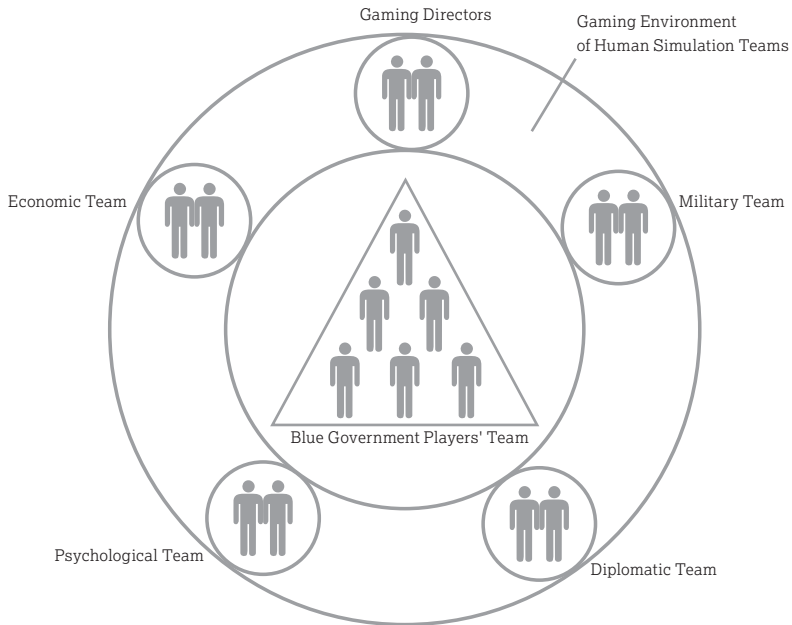 Gaming Directors
Gaming Environment
of Human Simulation Teams
Economic Team
Military Team
Blue Government Players' Team
Psychological Team
Diplomatic Team